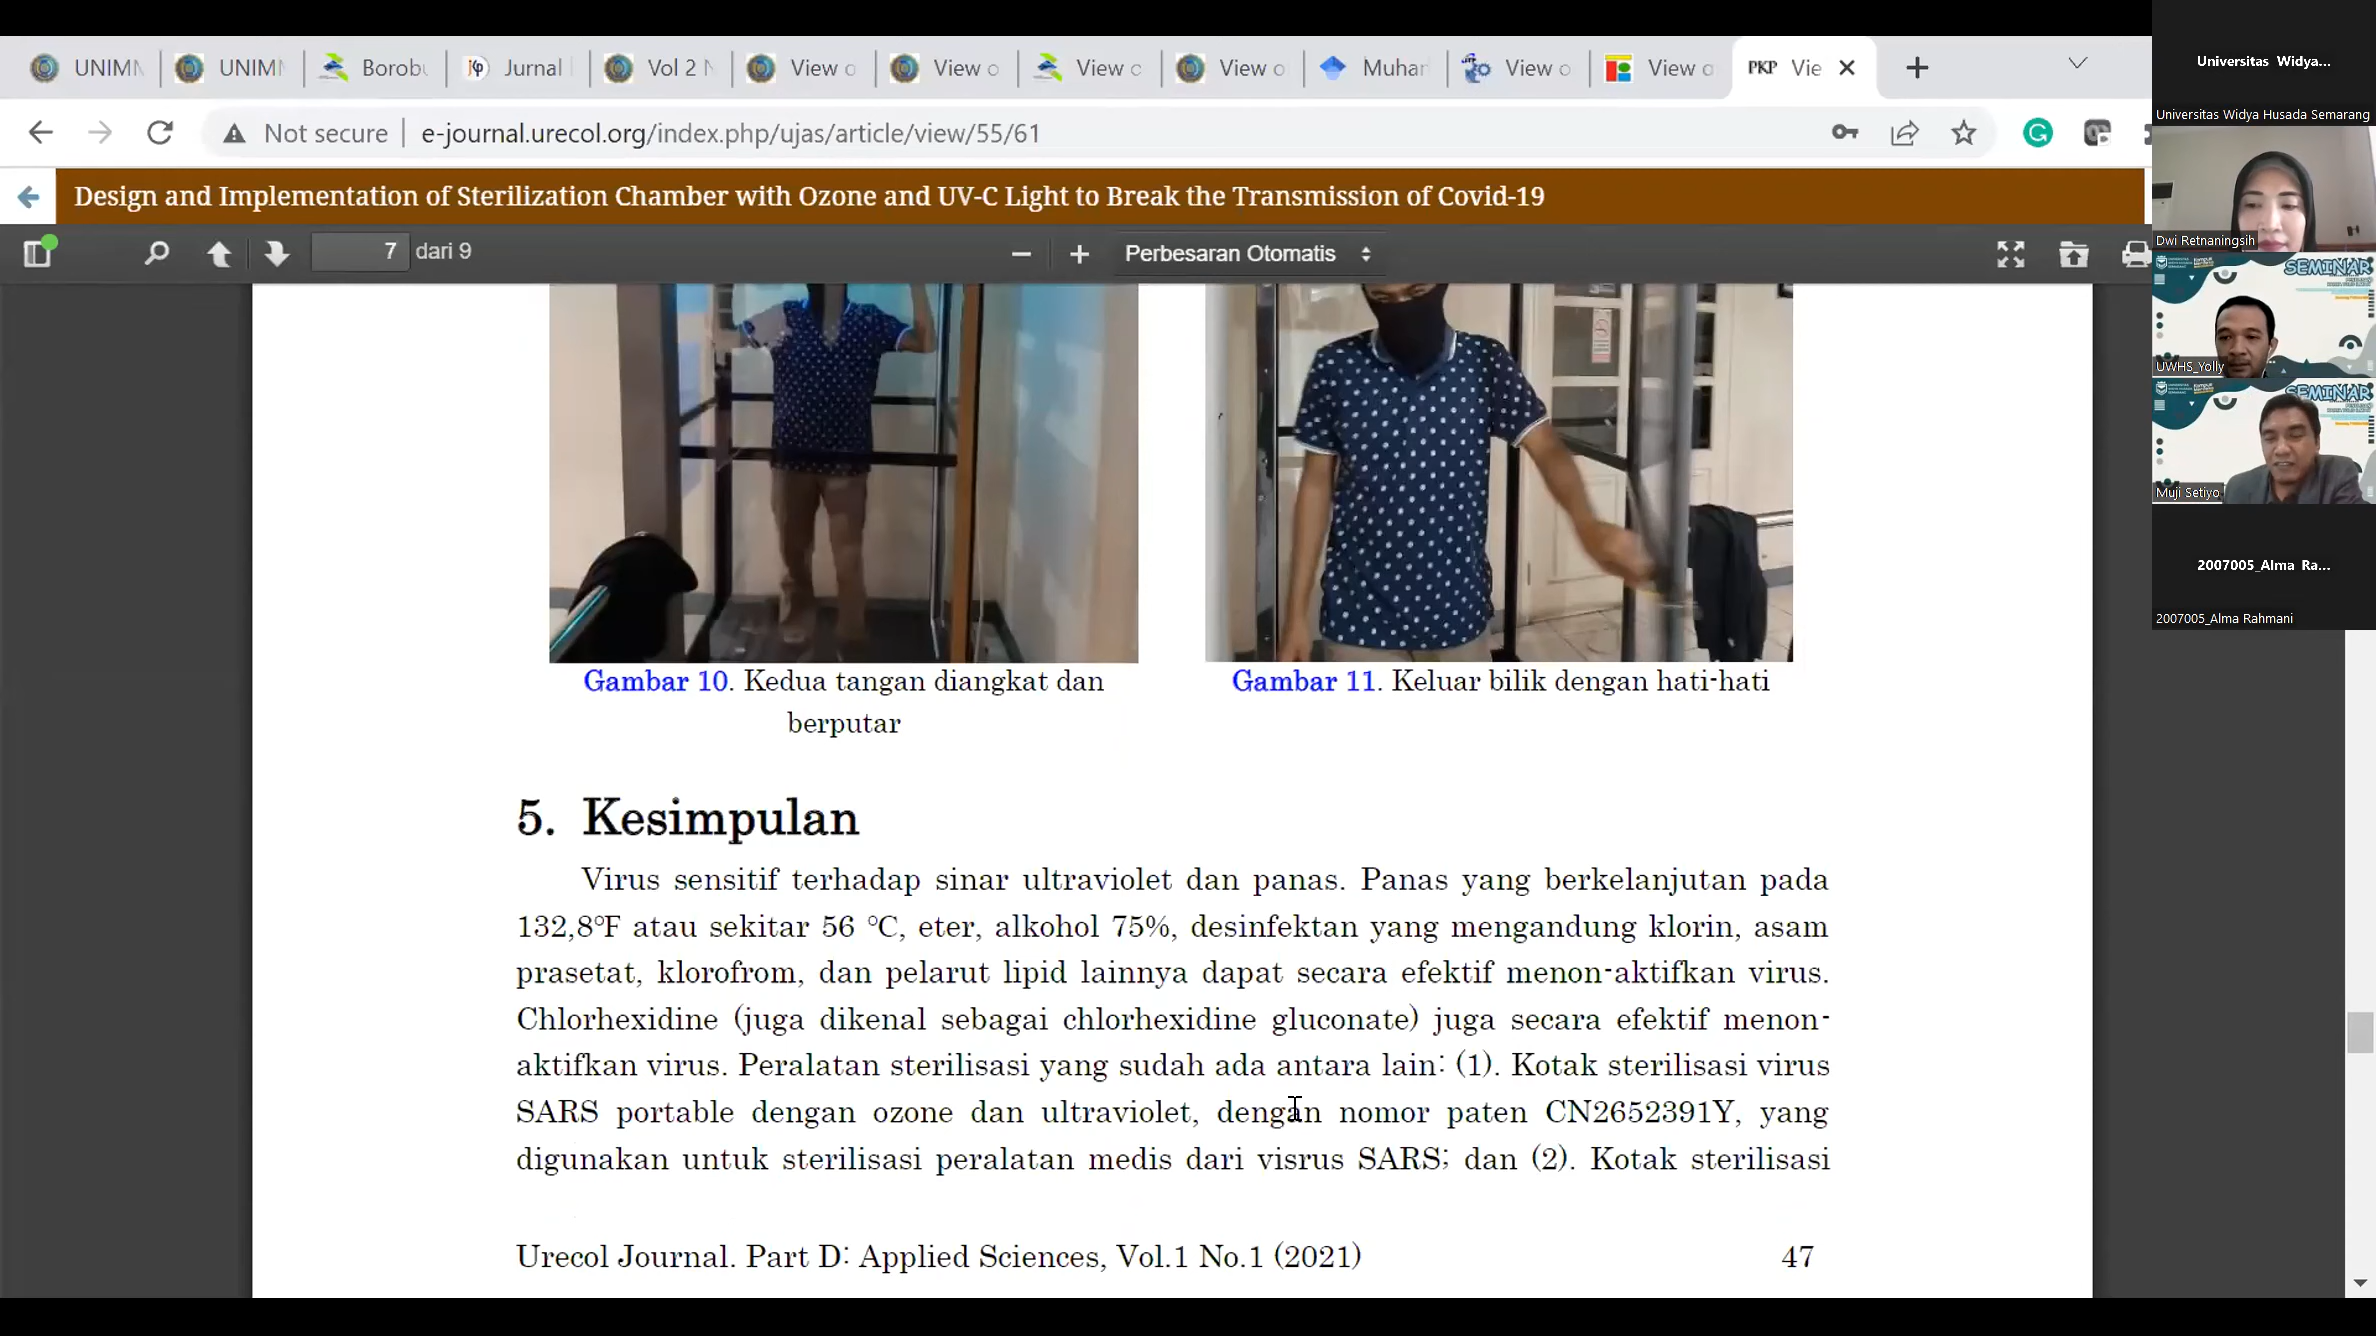 UNIMM
UNIMM
Borobu
Jurnal
Vol 2 N
View o
View o
View o
View o
Muhar
View o
View o
PKP Vie
Not secure
e-journal.urecol.org/index.php/ujas/article/view/55/61
Design and Implementation of Sterilization Chamber with Ozone and UV-C Light to Break the Transmission of Covid-19
7 dari 9
Perbesaran Otomatis
Gambar 10. Kedua tangan diangkat dan
berputar
Gambar 11. Keluar bilik dengan hati-hati
5. Kesimpulan
Virus sensitif terhadap sinar ultraviolet dan panas. Panas yang berkelanjutan pada
132,8°F atau sekitar 56 °C, eter, alkohol 75%, desinfektan yang mengandung klorin, asam
prasetat, klorofrom, dan pelarut lipid lainnya dapat secara efektif menon-aktifkan virus.
Chlorhexidine (juga dikenal sebagai chlorhexidine gluconate) juga secara efektif menon-
aktifkan virus. Peralatan sterilisasi yang sudah ada antara lain: (1). Kotak sterilisasi virus
SARS portable dengan ozone dan ultraviolet, dengan nomor paten CN2652391Y, yang
digunakan untuk sterilisasi peralatan medis dari visrus SARS; dan (2). Kotak sterilisasi
Urecol Journal. Part D: Applied Sciences, Vol.1 No.1 (2021)
47
Universitas Widya...
Universitas Widya Husada Semarang
Dwi Retnaningsih
SEMINAR
UWHS_Yolly
SEMINAR
Muji Setiyo
2007005_Alma Ra...
2007005_Alma Rahmani